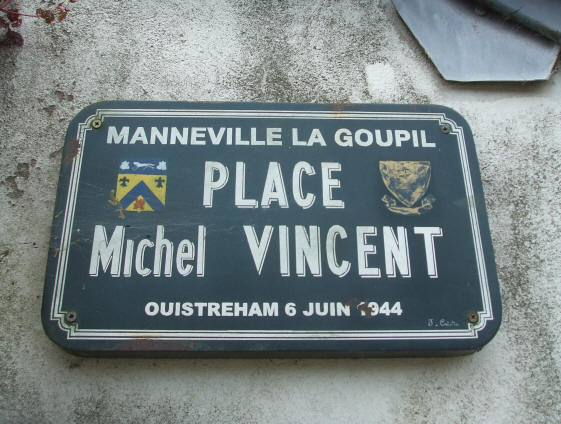 MANNEVILLE LA GOUPIL
PLACE
Michel VINCENT
OUISTREHAM 6 JUIN 1944